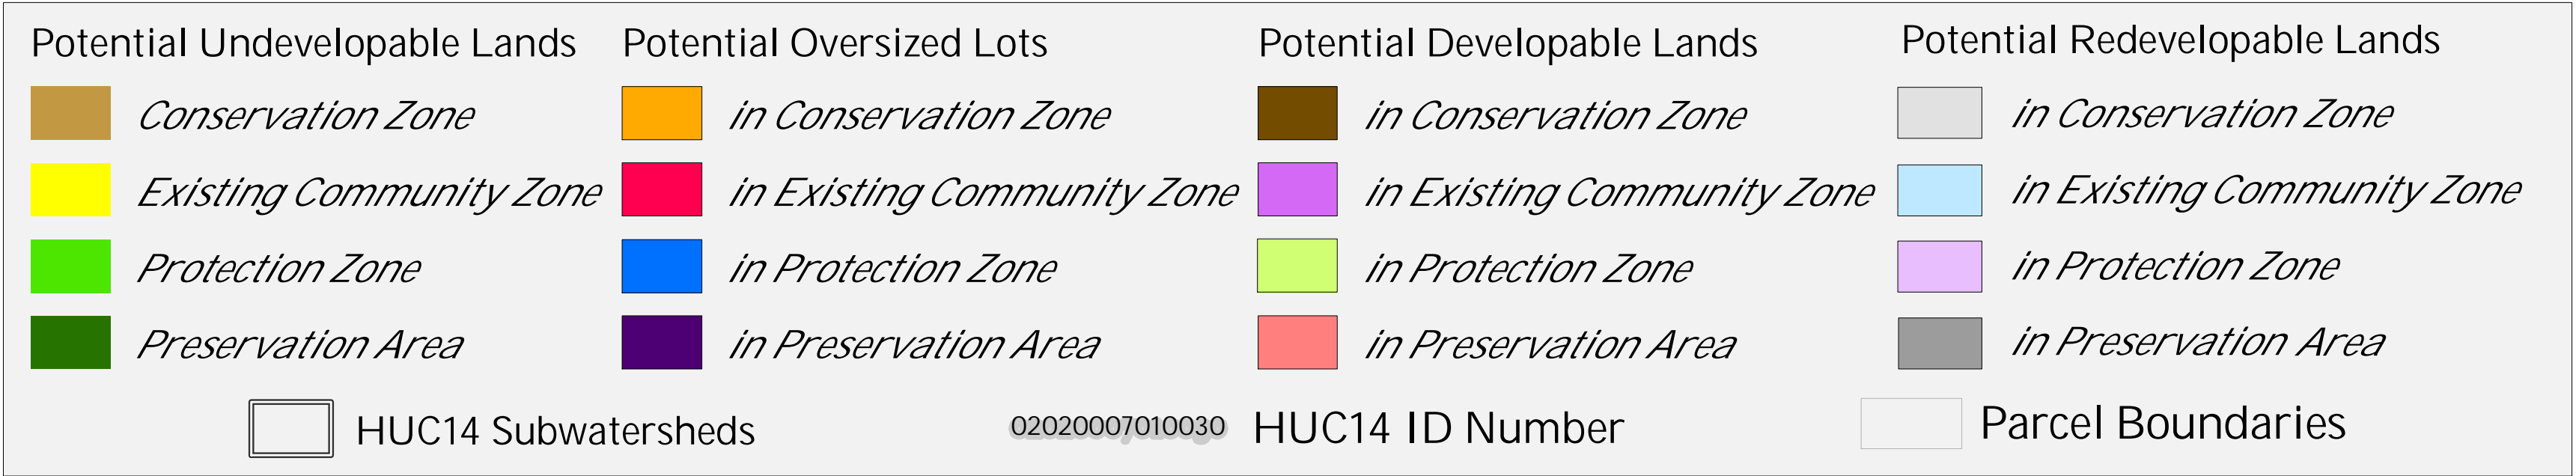 Potential Undevelopable Lands
Conservation Zone
Existing Community Zone
Protection Zone
Preservation Area
Potential Oversized Lots
in Conservation Zone
in Existing Community Zone
in Protection Zone
in Preservation Area
Potential Developable Lands
in Conservation Zone
in Existing Community Zone
in Protection Zone
in Preservation Area
Potential Redevelopable Lands
in Conservation Zone
in Existing Community Zone
in Protection Zone
in Preservation Area
HUC14 Subwatersheds
02020007010030 HUC14 ID Number
Parcel Boundaries